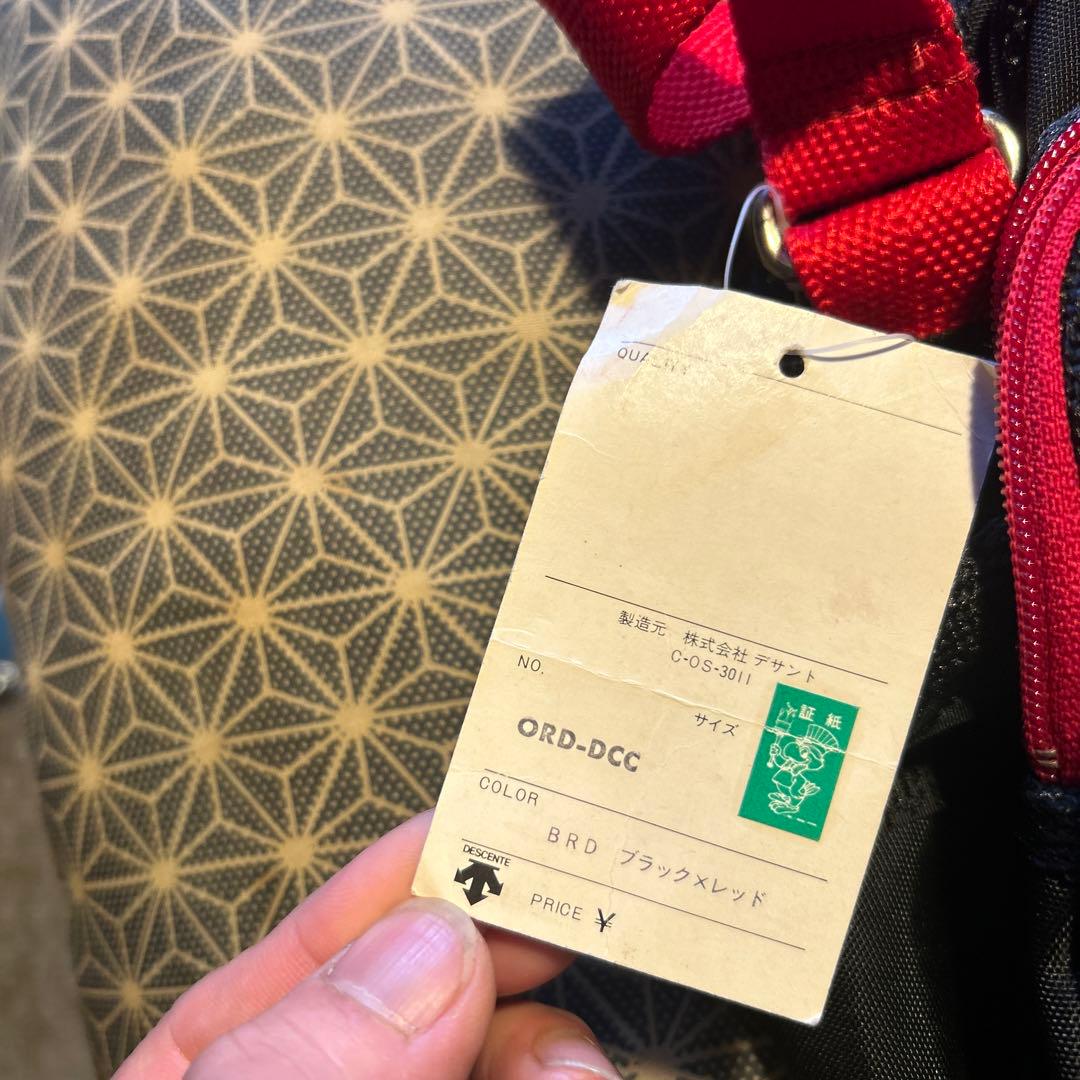 QUALITY
製造元 株式会社 デサント
C-OS-3011
NO.
サイズ
証紙
ORD-DCC
COLOR
BRD ブラック×レッド
DESCENTE
PRICE ¥